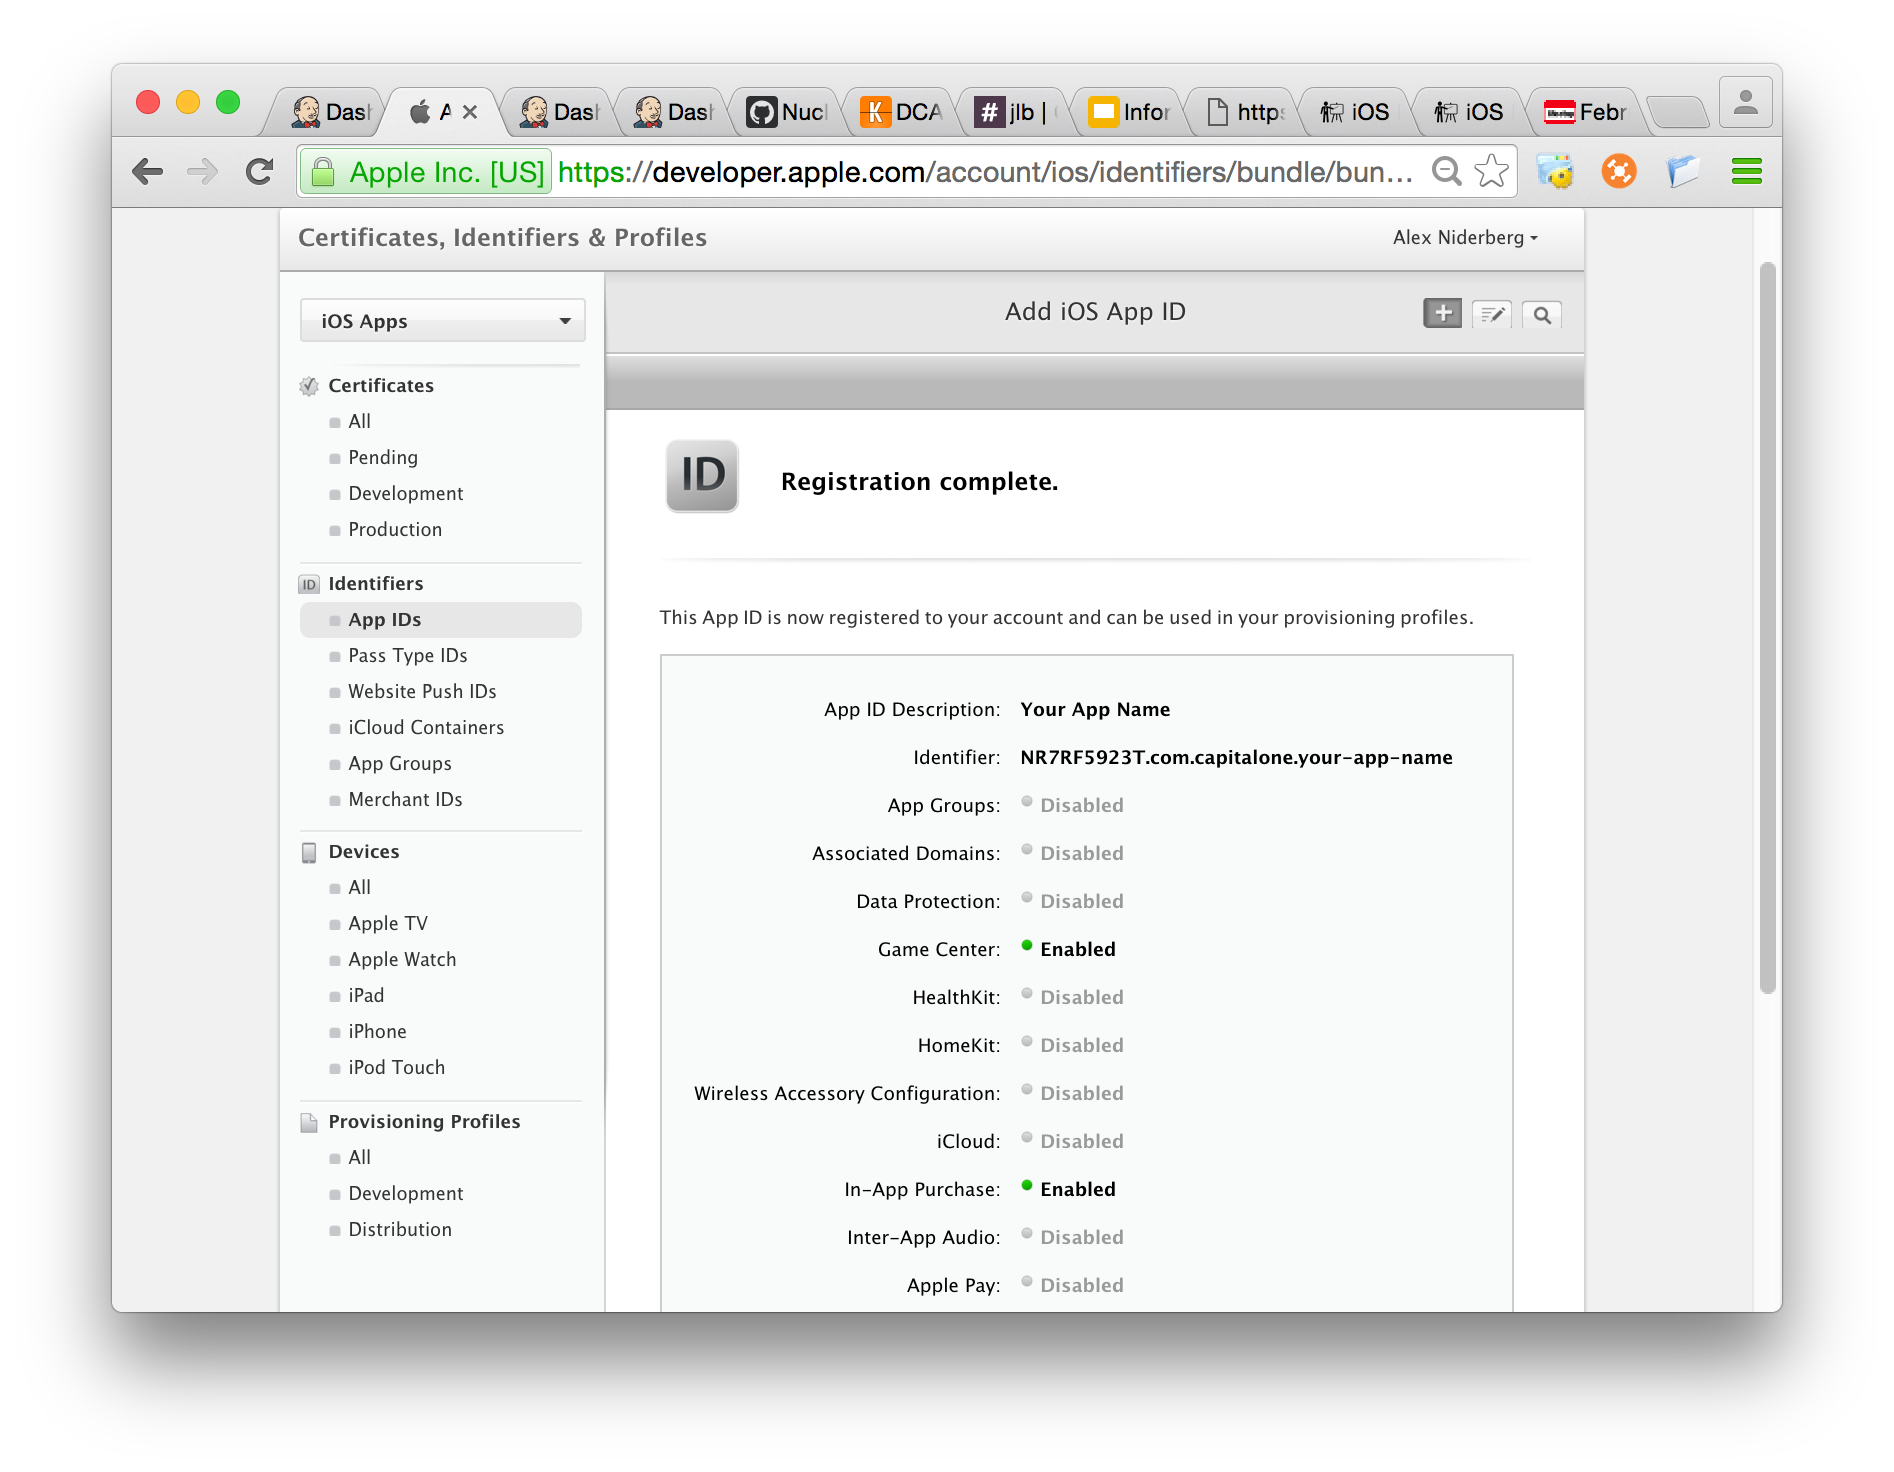 Dash
A
Dash
Dash
Nucl
K DCA
# jlb |
Infor
https
iOS
iOS
Febr
Apple Inc. [US] https://developer.apple.com/account/ios/identifiers/bundle/bun...
Certificates, Identifiers & Profiles
Alex Niderberg
iOS Apps
Certificates
All
Pending
Development
Production
ID Identifiers
App IDs
Pass Type IDs
Website Push IDs
iCloud Containers
App Groups
Merchant IDs
Devices
All
Apple TV
Apple Watch
iPad
iPhone
iPod Touch
Provisioning Profiles
All
Development
Distribution
Add iOS App ID
ID Registration complete.
This App ID is now registered to your account and can be used in your provisioning profiles.
App ID Description: Your App Name
Identifier: NR7RF5923T.com.capitalone.your-app-name
App Groups: Disabled
Associated Domains: Disabled
Data Protection: Disabled
Game Center: Enabled
HealthKit: Disabled
HomeKit: Disabled
Wireless Accessory Configuration: Disabled
iCloud: Disabled
In-App Purchase: Enabled
Inter-App Audio: Disabled
Apple Pay: Disabled